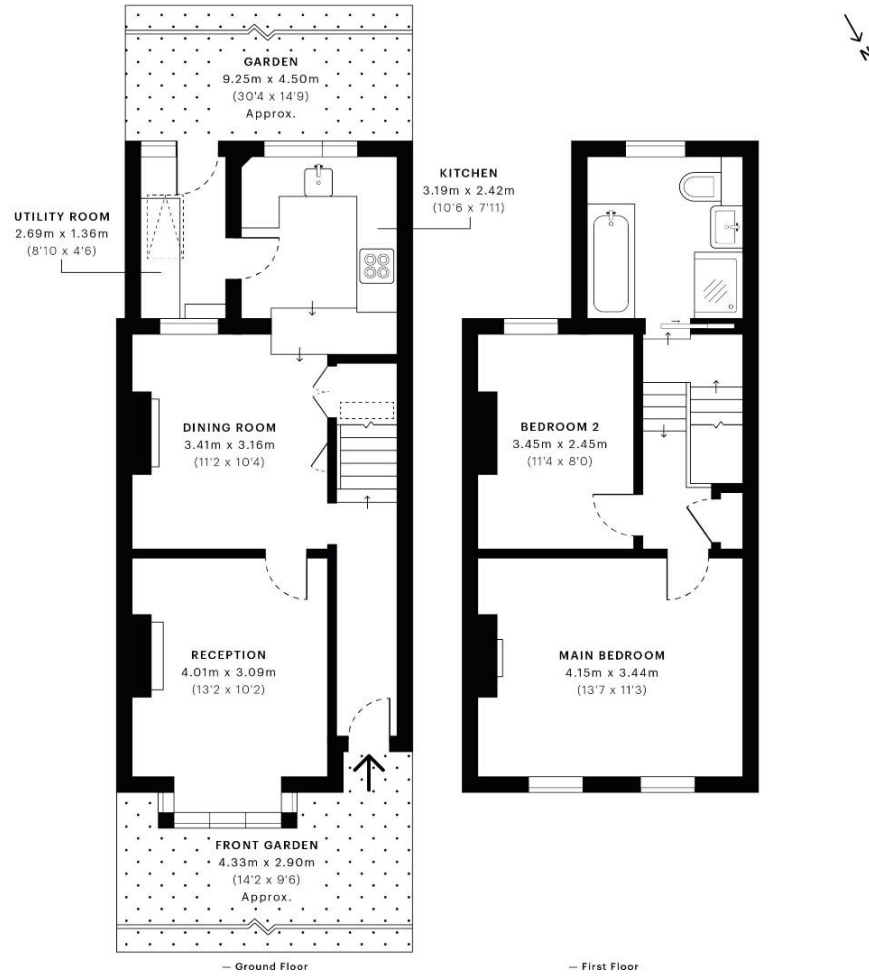 GARDEN
9.25m x 4.50m
(30'4 x 14'9)
Approx.
N
KITCHEN
3.19m x 2.42m
(10'6 x 7'11)
UTILITY ROOM
2.69m x 1.36m
(8'10 x 4'6)
DINING ROOM
3.41m x 3.16m
(11'2 x 10'4)
BEDROOM 2
3.45m x 2.45m
(11'4 x 8'0)
RECEPTION
4.01m x 3.09m
(13'2 x 10'2)
MAIN BEDROOM
4.15m x 3.44m
(13'7 x 11'3)
FRONT GARDEN
4.33m x 2.90m
(14'2 x 9'6)
Approx.
— Ground Floor
— First Floor